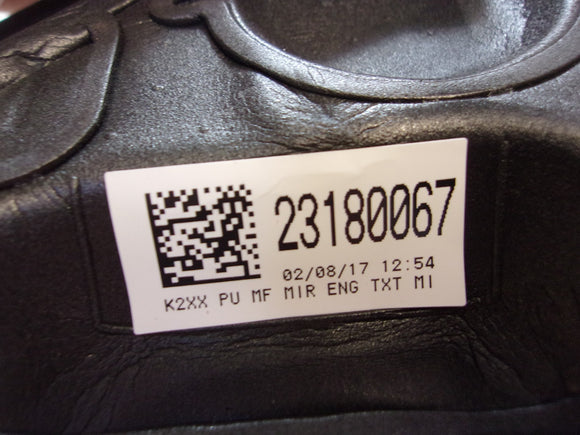 23180067
02/08/17 12:54
K2XX PU MF MIR ENG TXT MI